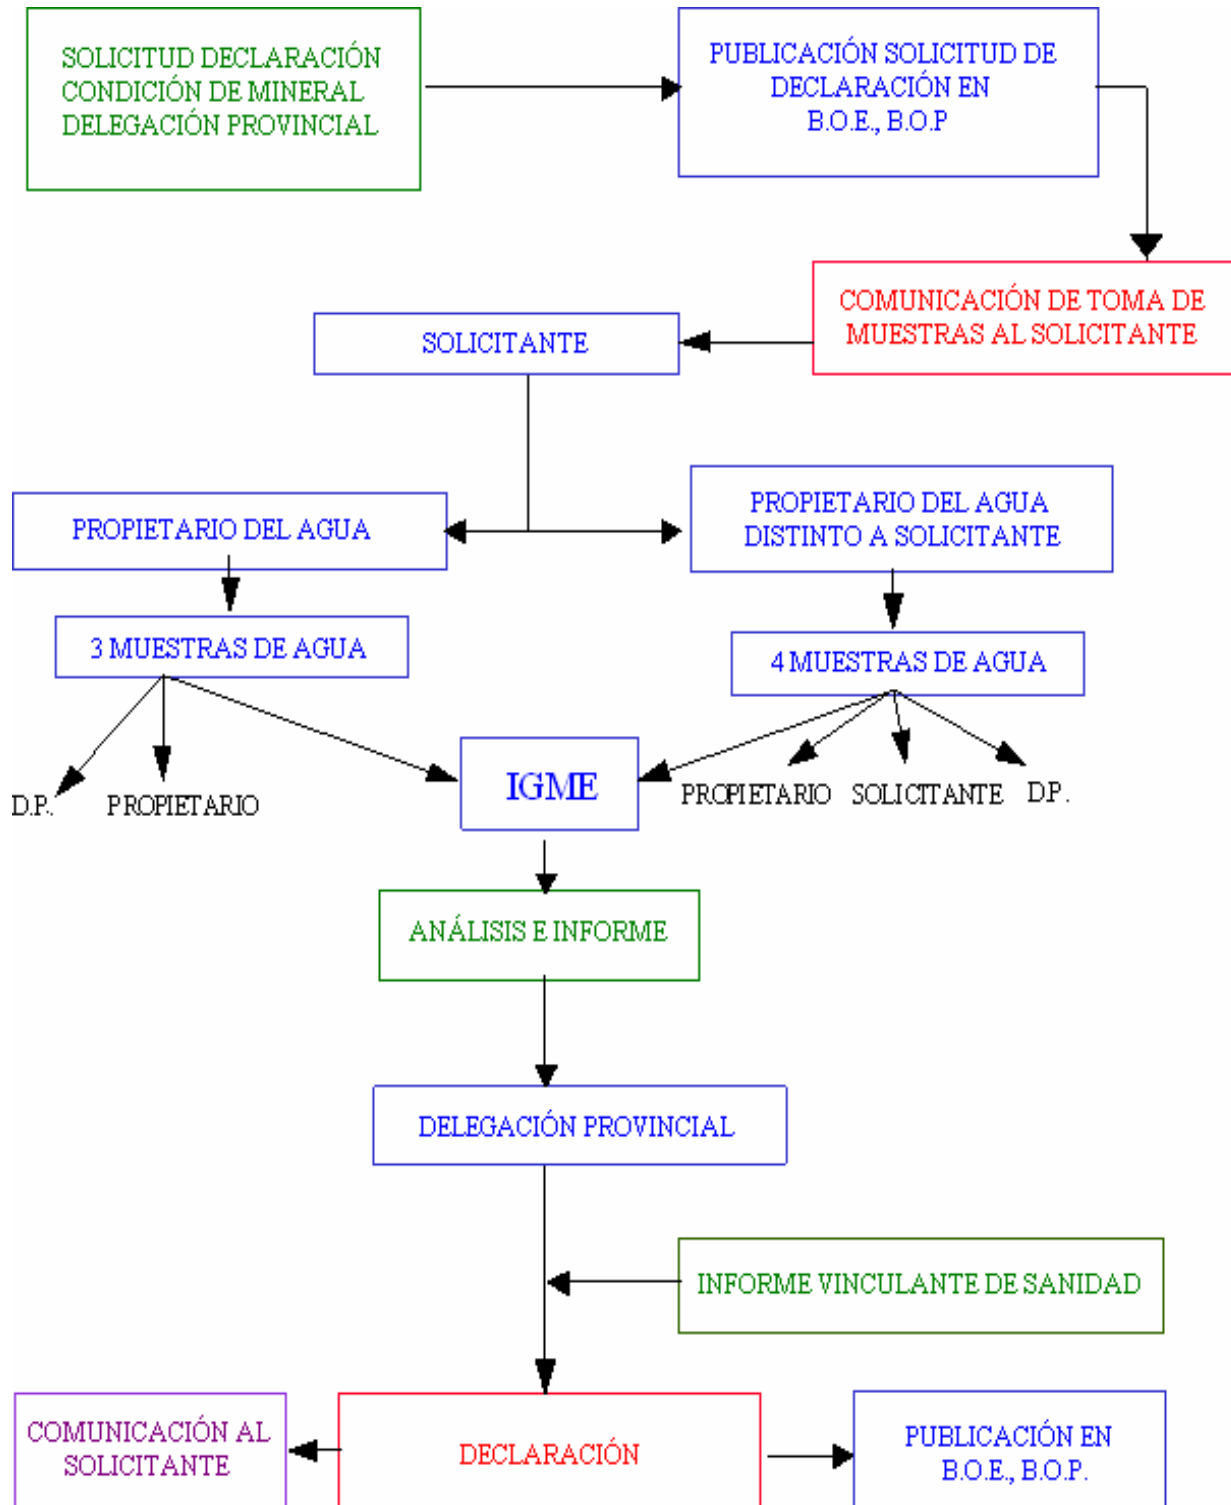 SOLICITUD DECLARACIÓN
CONDICIÓN DE MINERAL
DELEGACIÓN PROVINCIAL
PUBLICACIÓN SOLICITUD DE
DECLARACIÓN EN
B.O.E., B.O.P
COMUNICACIÓN DE TOMA DE
MUESTRAS AL SOLICITANTE
SOLICITANTE
PROPIETARIO DEL AGUA
PROPIETARIO DEL AGUA
DISTINTO A SOLICITANTE
3 MUESTRAS DE AGUA
4 MUESTRAS DE AGUA
D.P.
PROPIETARIO
IGME
PROPIETARIO
SOLICITANTE
D.P.
ANÁLISIS E INFORME
DELEGACIÓN PROVINCIAL
INFORME VINCULANTE DE SANIDAD
COMUNICACIÓN AL
SOLICITANTE
DECLARACIÓN
PUBLICACIÓN EN
B.O.E., B.O.P.